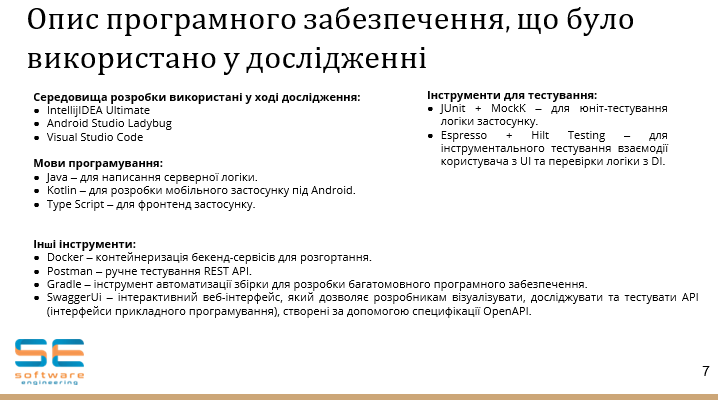 Опис програмного забезпечення, що було
використано у дослідженні
Середовища розробки використані у ході дослідження:
● IntellijIDEA Ultimate
● Android Studio Ladybug
● Visual Studio Code
Мови програмування:
● Java – для написання серверної логіки.
● Kotlin – для розробки мобільного застосунку під Android.
● Type Script – для фронтенд застосунку.
Інструменти для тестування:
● JUnit + MockK – для юніт-тестування
логіки застосунку.
● Espresso + Hilt Testing – для
інструментального тестування взаємодії
користувача з UI та перевірки логіки з DI.
Інші інструменти:
● Docker – контейнеризація бекенд-сервісів для розгортання.
● Postman – ручне тестування REST API.
● Gradle – інструмент автоматизації збірки для розробки багатомовного програмного забезпечення.
● SwaggerUi – інтерактивний веб-інтерфейс, який дозволяє розробникам візуалізувати, досліджувати та тестувати API
(інтерфейси прикладного програмування), створені за допомогою специфікації OpenAPI.
SE
software
engineering
7